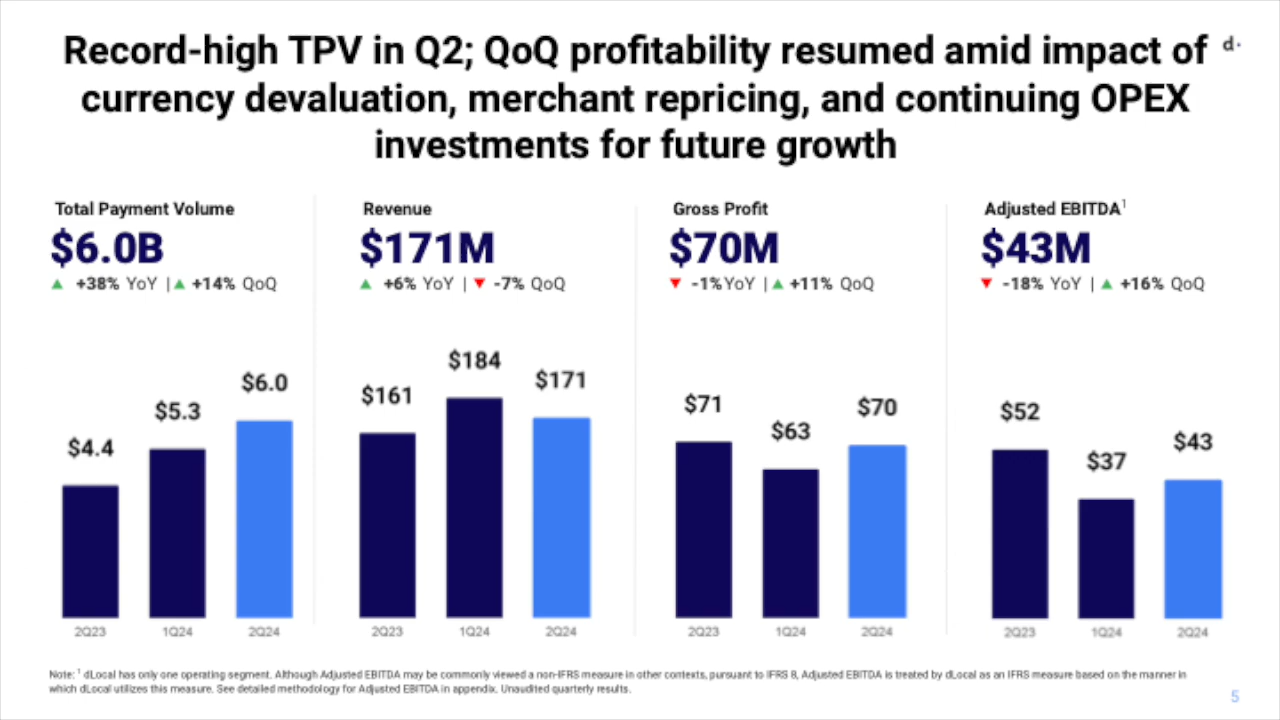 Record-high TPV in Q2; QoQ profitability resumed amid impact of
currency devaluation, merchant repricing, and continuing OPEX
investments for future growth
d·
Total Payment Volume
$6.0B
▲ +38% YoY | ▲ +14% QoQ
$4.4
$5.3
$6.0
2Q23
1Q24
2Q24
Revenue
$171M
▲ +6% YoY | ▼ -7% QoQ
$161
$184
$171
2Q23
1Q24
2Q24
Gross Profit
$70M
▼ -1% YoY | ▲ +11% QoQ
$71
$63
$70
2Q23
1Q24
2Q24
Adjusted EBITDA¹
$43M
▼ -18% YoY | ▲ +16% QoQ
$52
$37
$43
2Q23
1Q24
2Q24
Note: ¹ dLocal has only one operating segment. Although Adjusted EBITDA may be commonly viewed a non-IFRS measure in other contexts, pursuant to IFRS 8, Adjusted EBITDA is treated by dLocal as an IFRS measure based on the manner in
which dLocal utilizes this measure. See detailed methodology for Adjusted EBITDA in appendix. Unaudited quarterly results.
5